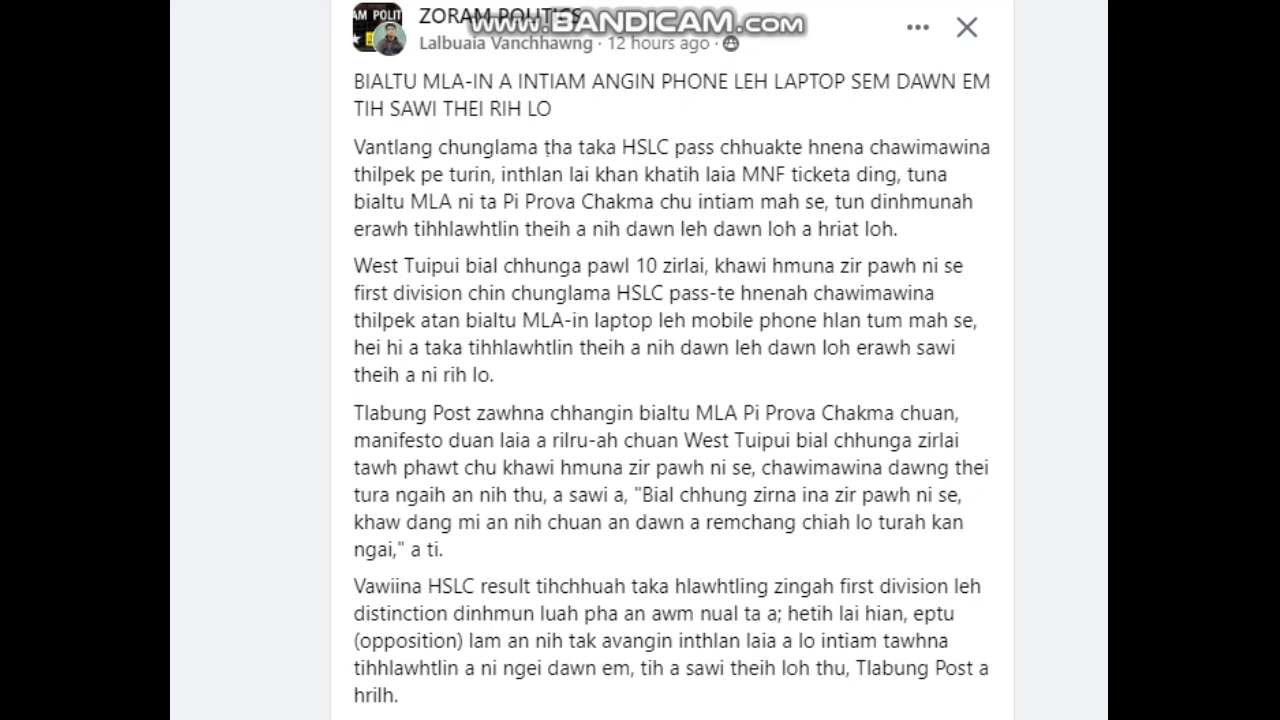 AM POLIT
ZORAM POLITICS
www.BANDICAM.com
Lalbuaia Vanchhawng · 12 hours ago ·
BIALTU MLA-IN A INTIAM ANGIN PHONE LEH LAPTOP SEM DAWN EM
TIH SAWI THEI RIH LO
Vantlang chunglama ṭha taka HSLC pass chhuakte hnena chawimawina
thilpek pe turin, inthlan lai khan khatih laia MNF ticketa ding, tuna
bialtu MLA ni ta Pi Prova Chakma chu intiam mah se, tun dinhmunah
erawh tihhlawhtlin theih a nih dawn leh dawn loh a hriat loh.
West Tuipui bial chhunga pawl 10 zirlai, khawi hmuna zir pawh ni se
first division chin chunglama HSLC pass-te hnenah chawimawina
thilpek atan bialtu MLA-in laptop leh mobile phone hlan tum mah se,
hei hi a taka tihhlawhtlin theih a nih dawn leh dawn loh erawh sawi
theih a ni rih lo.
Tlabung Post zawhna chhangin bialtu MLA Pi Prova Chakma chuan,
manifesto duan laia a rilru-ah chuan West Tuipui bial chhunga zirlai
tawh phawt chu khawi hmuna zir pawh ni se, chawimawina dawng thei
tura ngaih an nih thu, a sawi a, "Bial chhung zirna ina zir pawh ni se,
khaw dang mi an nih chuan an dawn a remchang chiah lo turah kan
ngai," a ti.
Vawiina HSLC result tihchhuah taka hlawhtling zingah first division leh
distinction dinhmun luah pha an awm nual ta a; hetih lai hian, eptu
(opposition) lam an nih tak avangin inthlan laia a lo intiam tawhna
tihhlawhtlin a ni ngei dawn em, tih a sawi theih loh thu, Tlabung Post a
hrilh.